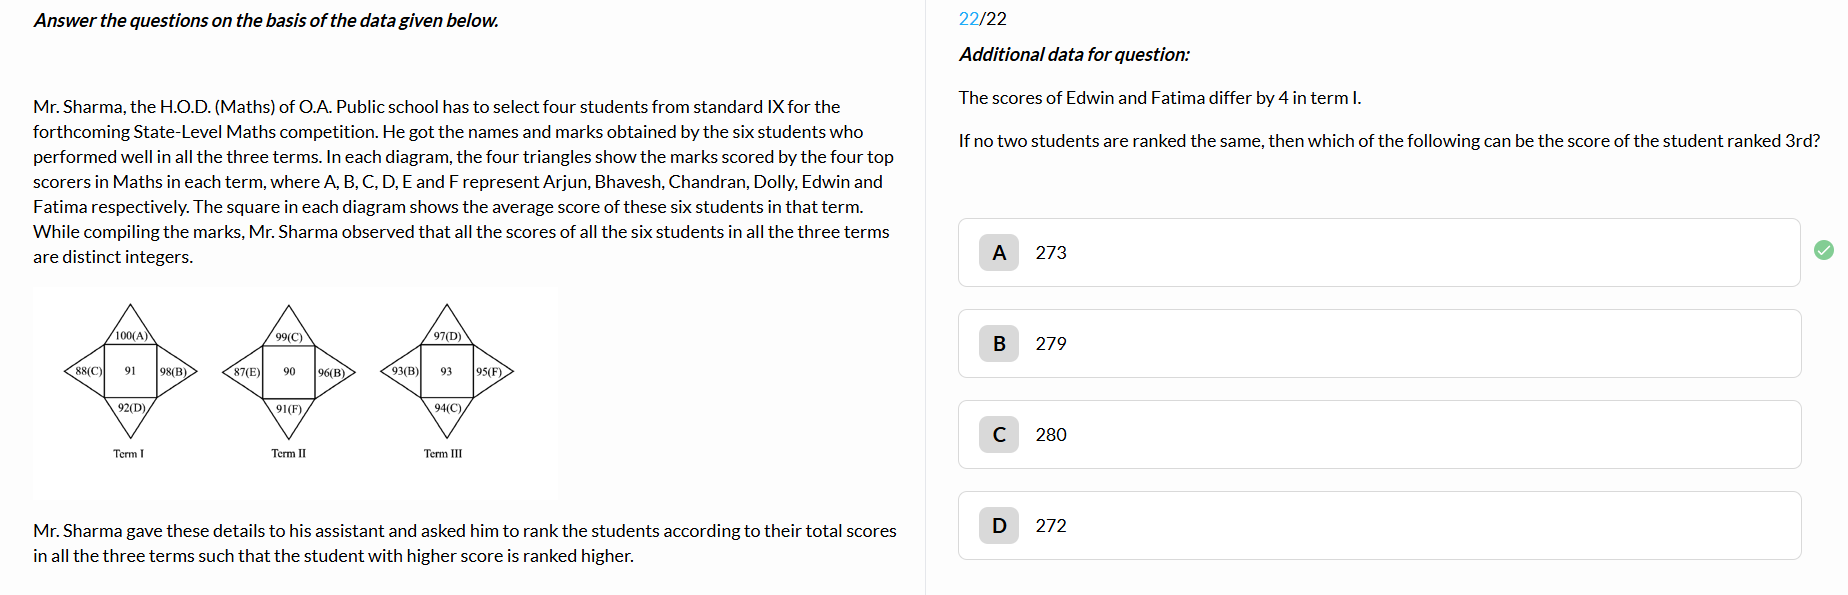 Answer the questions on the basis of the data given below.
Mr. Sharma, the H.O.D. (Maths) of O.A. Public school has to select four students from standard IX for the
forthcoming State-Level Maths competition. He got the names and marks obtained by the six students who
performed well in all the three terms. In each diagram, the four triangles show the marks scored by the four top
scorers in Maths in each term, where A, B, C, D, E and F represent Arjun, Bhavesh, Chandran, Dolly, Edwin and
Fatima respectively. The square in each diagram shows the average score of these six students in that term.
While compiling the marks, Mr. Sharma observed that all the scores of all the six students in all the three terms
are distinct integers.
100(A)
88(C) 91 98(B)
92(D)
Term I
99(C)
87(E) 90 96(B)
91(F)
Term II
97(D)
93(B) 93 95(F)
94(C)
Term III
Mr. Sharma gave these details to his assistant and asked him to rank the students according to their total scores
in all the three terms such that the student with higher score is ranked higher.
22/22
Additional data for question:
The scores of Edwin and Fatima differ by 4 in term I.
If no two students are ranked the same, then which of the following can be the score of the student ranked 3rd?
A 273
B 279
C 280
D 272